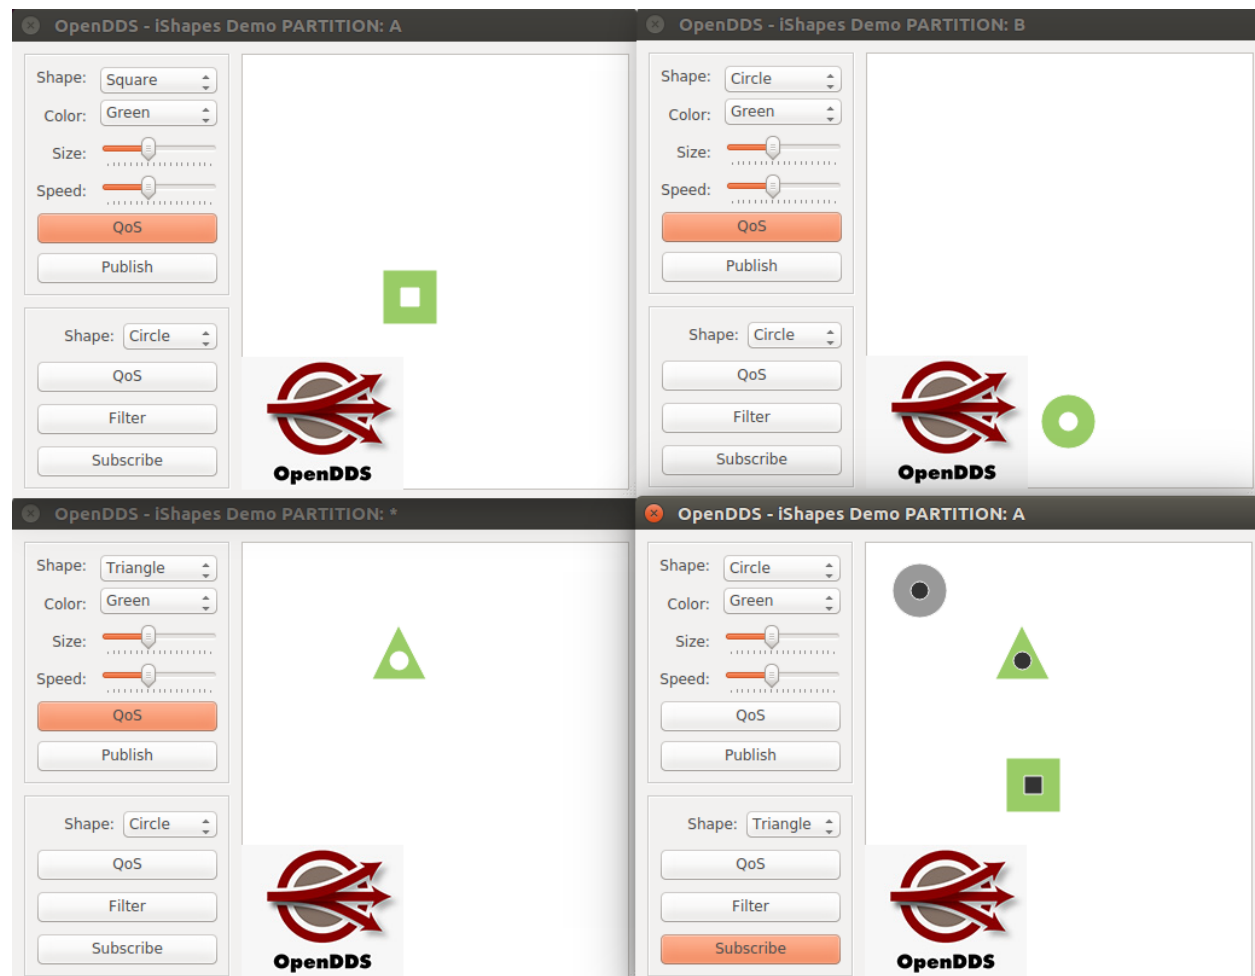 OpenDDS - iShapes Demo PARTITION: A
Shape: Square
Color: Green
Size:
Speed:
QoS
Publish
Shape: Circle
QoS
Filter
Subscribe
OpenDDS
OpenDDS - iShapes Demo PARTITION: B
Shape: Circle
Color: Green
Size:
Speed:
QoS
Publish
Shape: Circle
QoS
Filter
Subscribe
OpenDDS
OpenDDS - iShapes Demo PARTITION: *
Shape: Triangle
Color: Green
Size:
Speed:
QoS
Publish
Shape: Circle
QoS
Filter
Subscribe
OpenDDS
OpenDDS - iShapes Demo PARTITION: A
Shape: Circle
Color: Green
Size:
Speed:
QoS
Publish
Shape: Triangle
QoS
Filter
Subscribe
OpenDDS